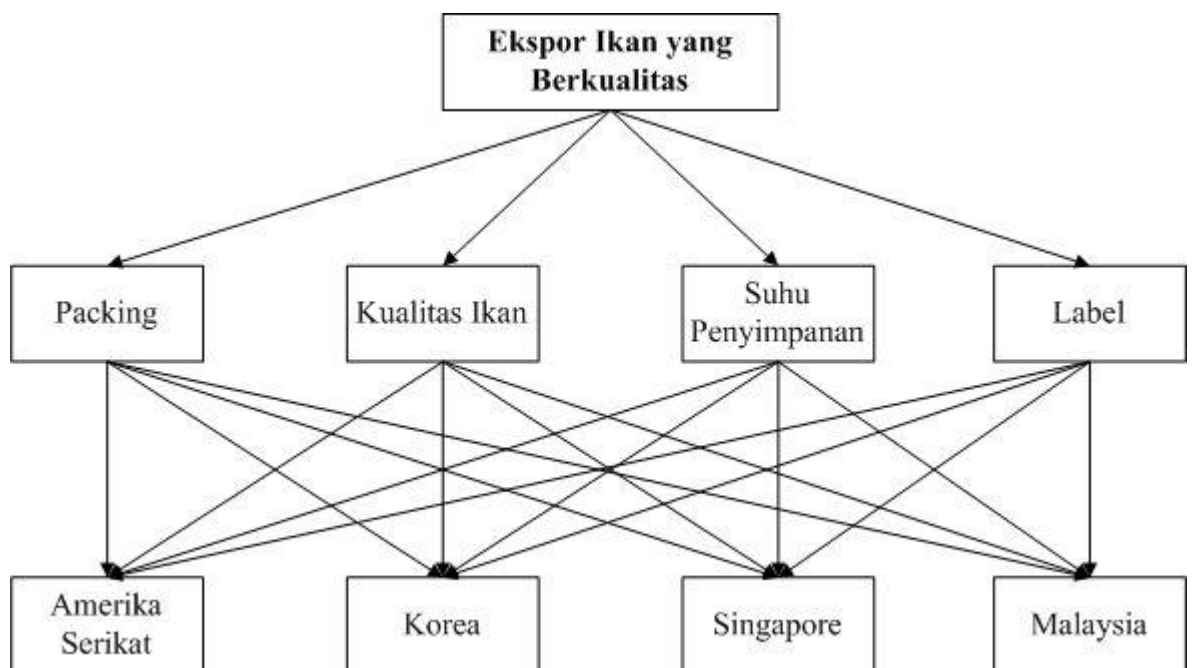 Ekspor Ikan yang
Berkualitas
Packing
Kualitas Ikan
Suhu
Penyimpanan
Label
Amerika
Serikat
Korea
Singapore
Malaysia